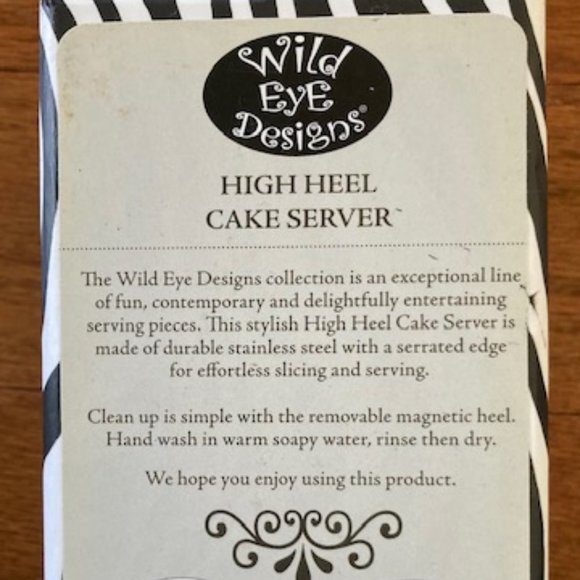 Wild
EyE
Designs®
HIGH HEEL
CAKE SERVER™
The Wild Eye Designs collection is an exceptional line
of fun, contemporary and delightfully entertaining
serving pieces. This stylish High Heel Cake Server is
made of durable stainless steel with a serrated edge
for effortless slicing and serving.
Clean up is simple with the removable magnetic heel.
Hand wash in warm soapy water, rinse then dry.
We hope you enjoy using this product.